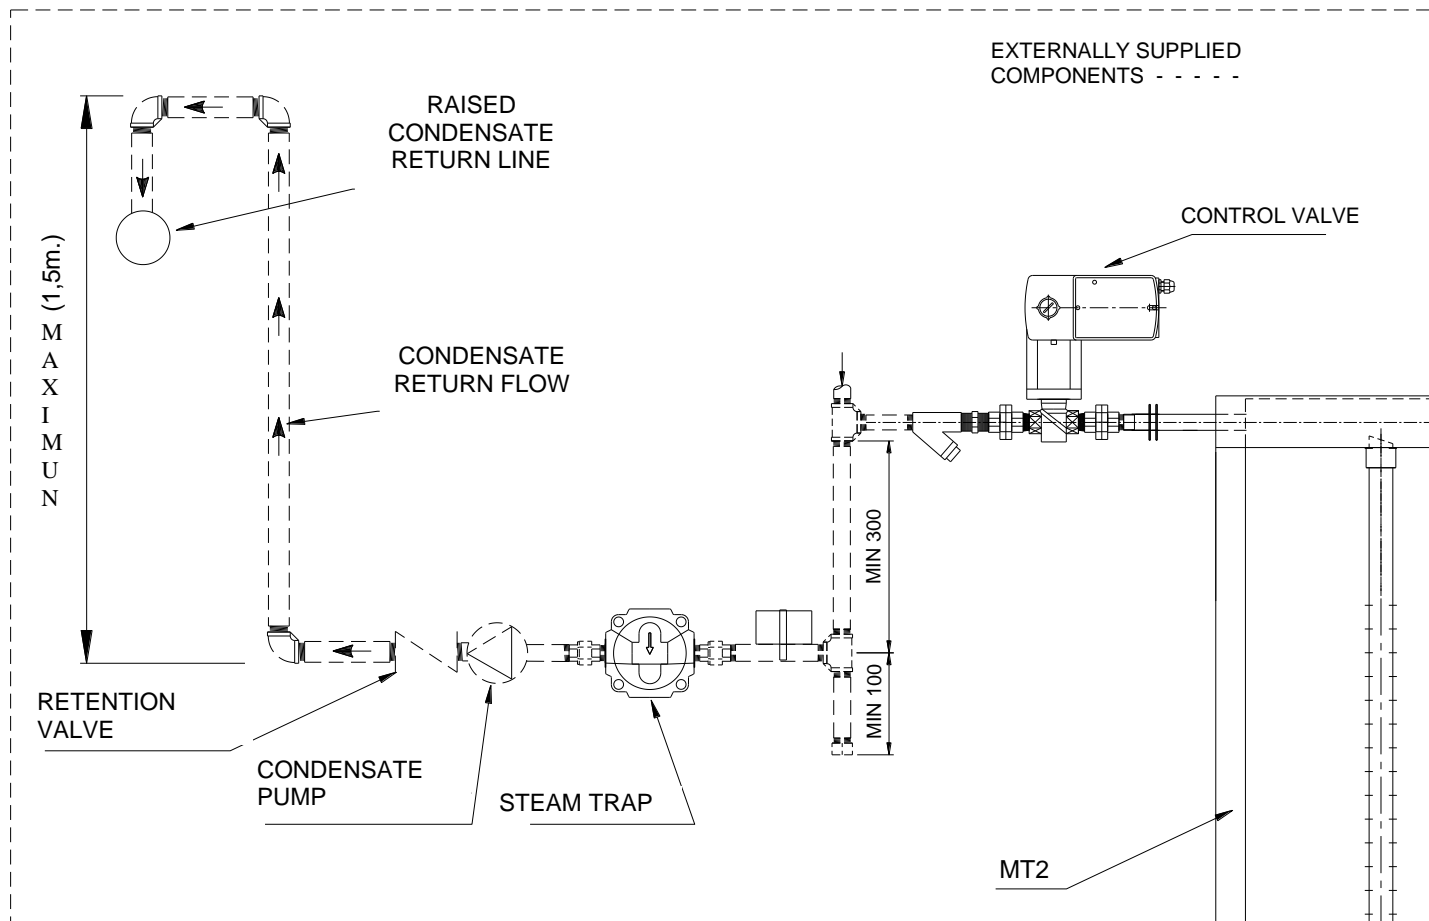 EXTERNALLY SUPPLIED
COMPONENTS - - - - -
RAISED
CONDENSATE
RETURN LINE
CONTROL VALVE
MAXIMUN (1,5m.)
CONDENSATE
RETURN FLOW
MIN 300
MIN 100
RETENTION
VALVE
CONDENSATE
PUMP
STEAM TRAP
MT2